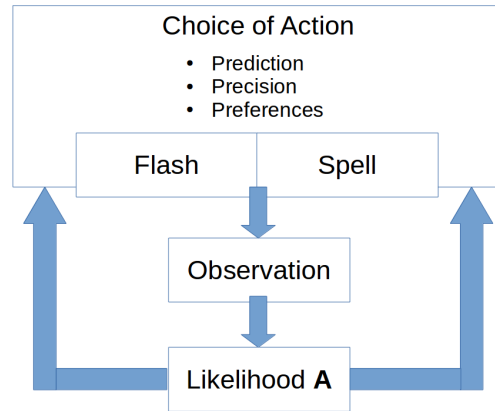 Choice of Action
• Prediction
• Precision
• Preferences
Flash
Spell
Observation
Likelihood A